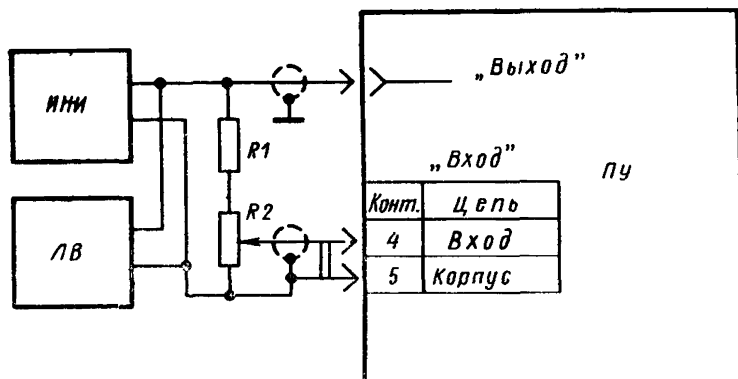 ИНИ
„Выход”
R1
„Вход”
ПУ
Конт. Цепь
R2
4 Вход
ЛВ
5 Корпус